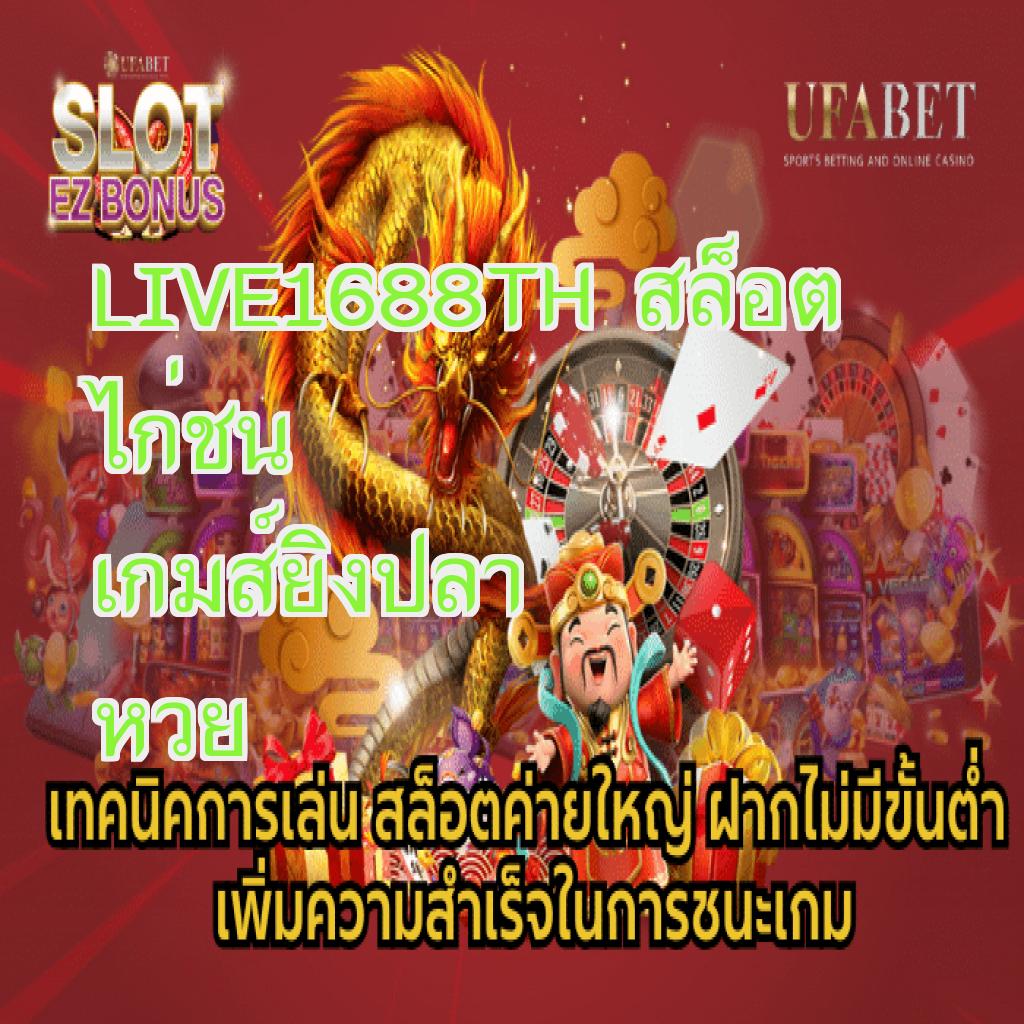 UFABET
SLOT
EZ BONUS
UFABET
SPORTS BETTING AND ONLINE CASINO
LIVE1688TH สล็อต
ไก่ชน
เกมส์ยิงปลา
หวย
เทคนิคการเล่น สล็อตค่ายใหญ่ ฝากไม่มีขั้นต่ำ
เพิ่มความสำเร็จในการชนะเกม